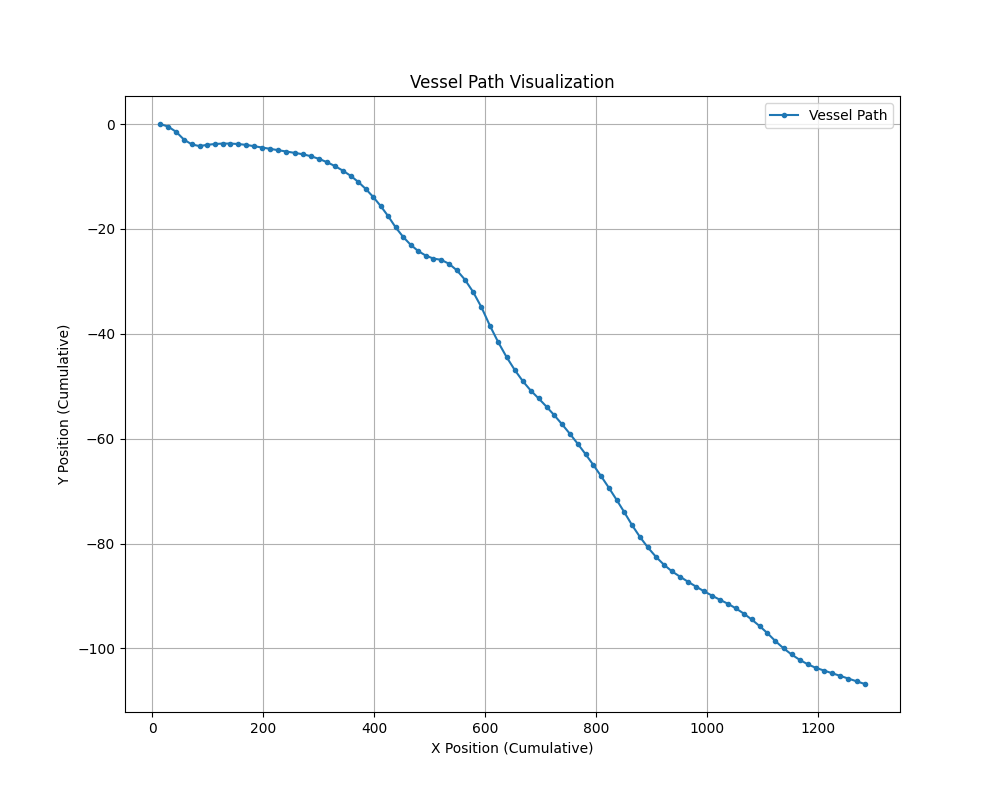 Vessel Path Visualization
Vessel Path
0
−20
−40
−60
−80
−100
Y Position (Cumulative)
0 200 400 600 800 1000 1200
X Position (Cumulative)